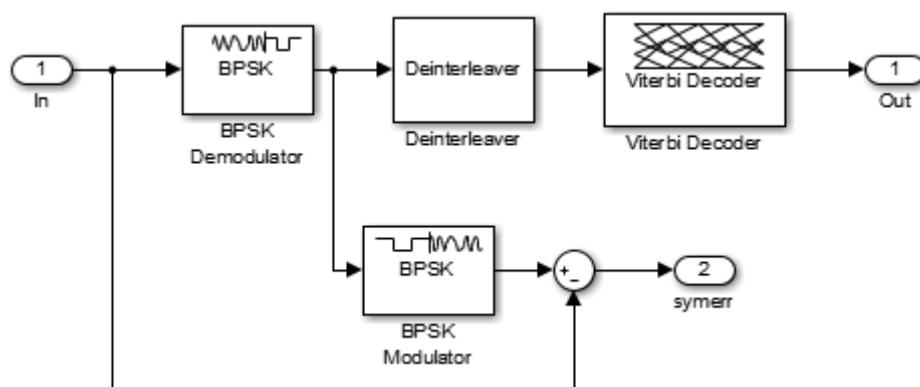 1
In
BPSK
BPSK
Demodulator
Deinterleaver
Deinterleaver
Viterbi Decoder
Viterbi Decoder
1
Out
BPSK
BPSK
Modulator
+
−
2
symerr